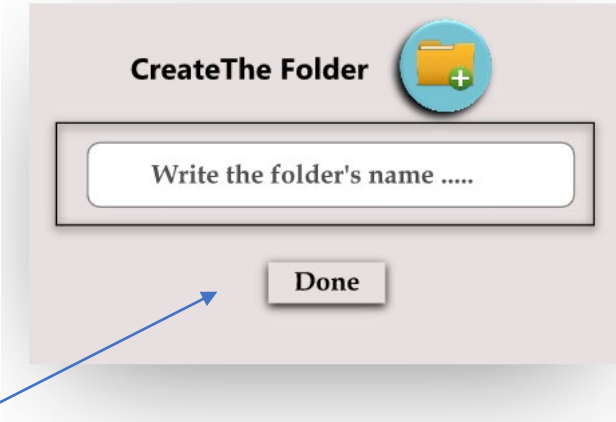 CreateThe Folder
Write the folder's name .....
Done